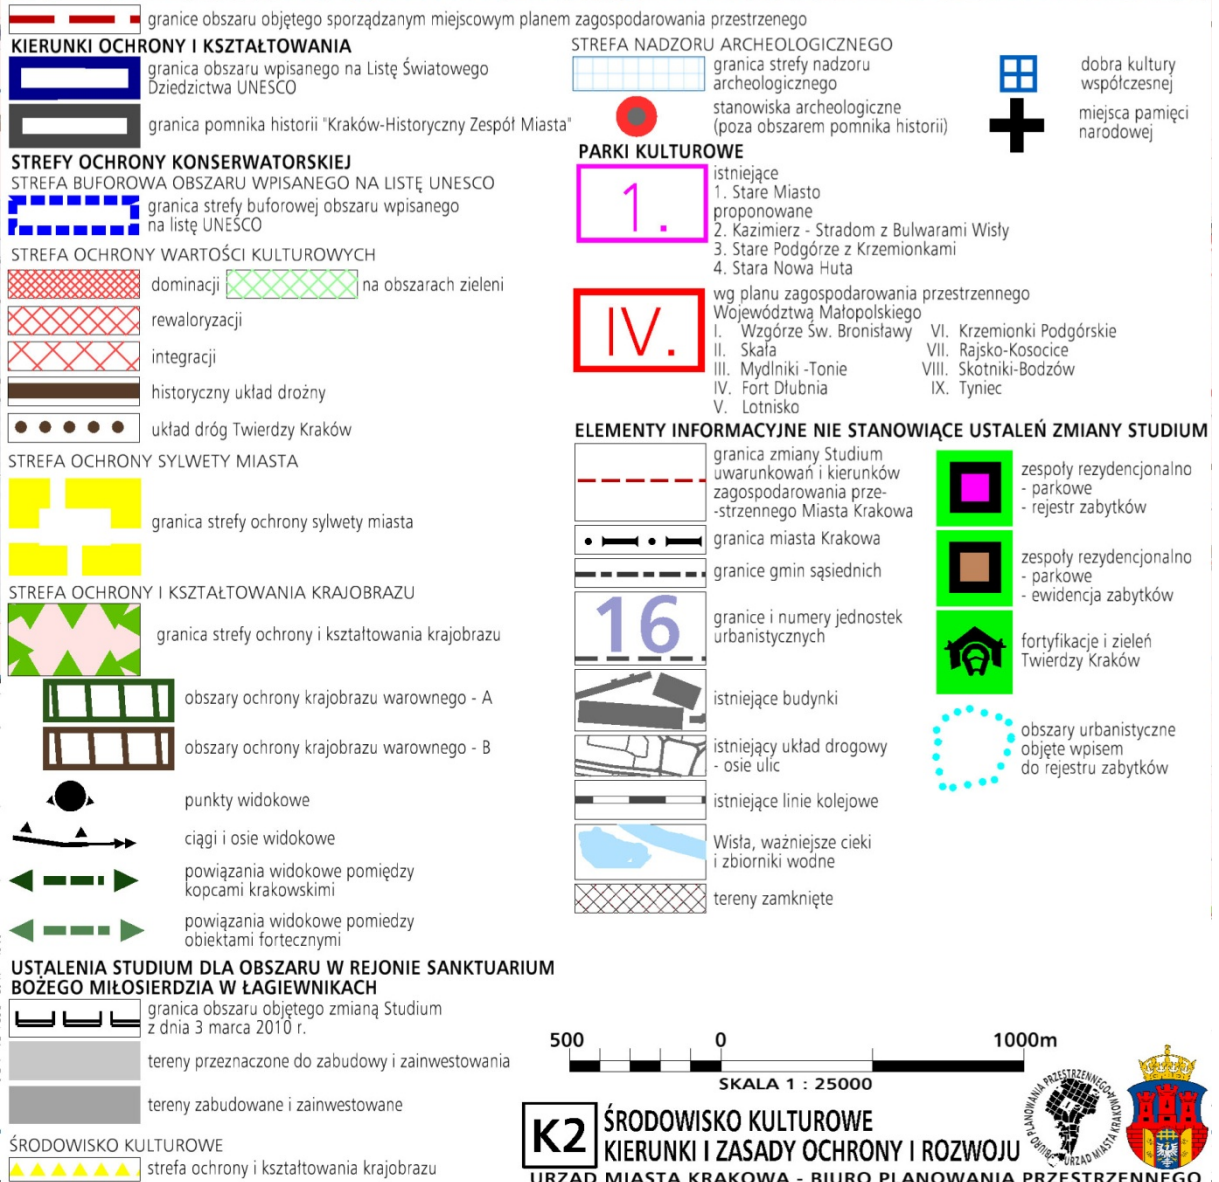 granice obszaru objętego sporządzanym miejscowym planem zagospodarowania przestrzenego
KIERUNKI OCHRONY I KSZTAŁTOWANIA
granica obszaru wpisanego na Listę Światowego
Dziedzictwa UNESCO
granica pomnika historii "Kraków-Historyczny Zespół Miasta"
STREFY OCHRONY KONSERWATORSKIEJ
STREFA BUFOROWA OBSZARU WPISANEGO NA LISTĘ UNESCO
granica strefy buforowej obszaru wpisanego
na listę UNESCO
STREFA OCHRONY WARTOŚCI KULTUROWYCH
dominacji
na obszarach zieleni
rewaloryzacji
integracji
historyczny układ drożny
układ dróg Twierdzy Kraków
STREFA OCHRONY SYLWETY MIASTA
granica strefy ochrony sylwety miasta
STREFA OCHRONY I KSZTAŁTOWANIA KRAJOBRAZU
granica strefy ochrony i kształtowania krajobrazu
obszary ochrony krajobrazu warownego - A
obszary ochrony krajobrazu warownego - B
punkty widokowe
ciągi i osie widokowe
powiązania widokowe pomiędzy
kopcami krakowskimi
powiązania widokowe pomiedzy
obiektami fortecznymi
USTALENIA STUDIUM DLA OBSZARU W REJONIE SANKTUARIUM
BOŻEGO MIŁOSIERDZIA W ŁAGIEWNIKACH
granica obszaru objętego zmianą Studium
z dnia 3 marca 2010 r.
tereny przeznaczone do zabudowy i zainwestowania
tereny zabudowane i zainwestowane
ŚRODOWISKO KULTUROWE
strefa ochrony i kształtowania krajobrazu
STREFA NADZORU ARCHEOLOGICZNEGO
granica strefy nadzoru
archeologicznego
stanowiska archeologiczne
(poza obszarem pomnika historii)
dobra kultury
współczesnej
miejsca pamięci
narodowej
PARKI KULTUROWE
1.
istniejące
1. Stare Miasto
proponowane
2. Kazimierz - Stradom z Bulwarami Wisły
3. Stare Podgórze z Krzemionkami
4. Stara Nowa Huta
IV.
wg planu zagospodarowania przestrzennego
Województwa Małopolskiego
I. Wzgórze Św. Bronisławy
II. Skała
III. Mydlniki -Tonie
IV. Fort Dłubnia
V. Lotnisko
VI. Krzemionki Podgórskie
VII. Rajsko-Kosocice
VIII. Skotniki-Bodzów
IX. Tyniec
ELEMENTY INFORMACYJNE NIE STANOWIĄCE USTALEŃ ZMIANY STUDIUM
granica zmiany Studium
uwarunkowań i kierunków
zagospodarowania prze-
-strzennego Miasta Krakowa
granica miasta Krakowa
granice gmin sąsiednich
16
granice i numery jednostek
urbanistycznych
istniejące budynki
istniejący układ drogowy
- osie ulic
istniejące linie kolejowe
Wisła, ważniejsze cieki
i zbiorniki wodne
tereny zamknięte
zespoły rezydencjonalno
- parkowe
- rejestr zabytków
zespoły rezydencjonalno
- parkowe
- ewidencja zabytków
fortyfikacje i zieleń
Twierdzy Kraków
obszary urbanistyczne
objęte wpisem
do rejestru zabytków
500 0 1000m
SKALA 1 : 25000
K2
ŚRODOWISKO KULTUROWE
KIERUNKI I ZASADY OCHRONY I ROZWOJU
BIURO PLANOWANIA PRZESTRZENNEGO
URZĄD MIASTA KRAKOWA
URZĄD MIASTA KRAKOWA - BIURO PLANOWANIA PRZESTRZENNEGO